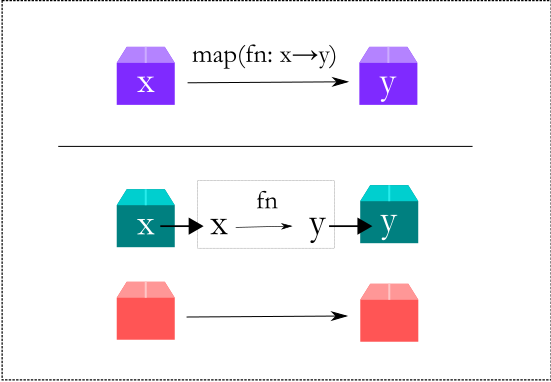 map(fn: x→y)
x y
fn
x x y y